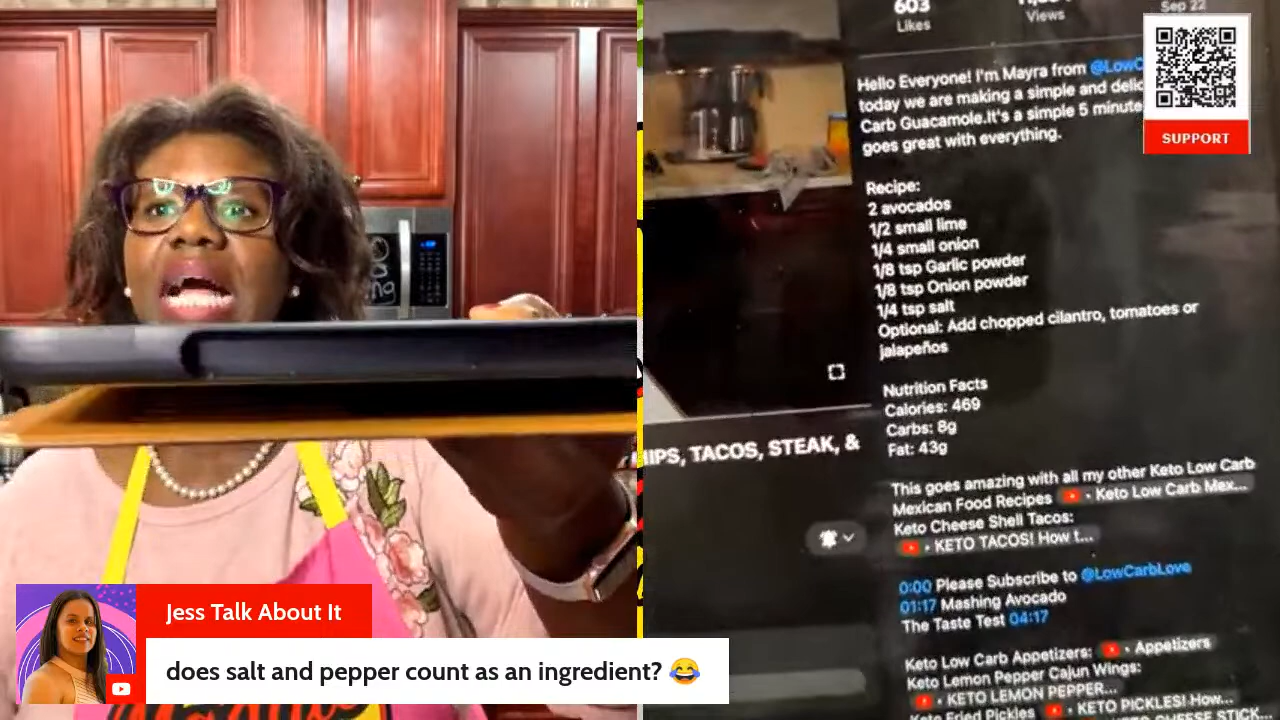 603
Likes
Views
Sep 22
Hello Everyone! I'm Mayra from @LowC
today we are making a simple and delic
Carb Guacamole.It's a simple 5 minute
goes great with everything.
SUPPORT
Recipe:
2 avocados
1/2 small lime
1/4 small onion
1/8 tsp Garlic powder
1/8 tsp Onion powder
1/4 tsp salt
Optional: Add chopped cilantro, tomatoes or
jalapeños
Nutrition Facts
Calories: 469
Carbs: 8g
Fat: 43g
HIPS, TACOS, STEAK, &
This goes amazing with all my other Keto Low Carb
Mexican Food Recipes • Keto Low Carb Mex...
Keto Cheese Shell Tacos:
• KETO TACOS! How t...
0:00 Please Subscribe to @LowCarbLove
01:17 Mashing Avocado
The Taste Test 04:17
Keto Low Carb Appetizers: • Appetizers
Keto Lemon Pepper Cajun Wings:
• KETO LEMON PEPPER...
Keto Fried Pickles • KETO PICKLES! How...
CHEESE STICK...
Jess Talk About It
does salt and pepper count as an ingredient? 😂